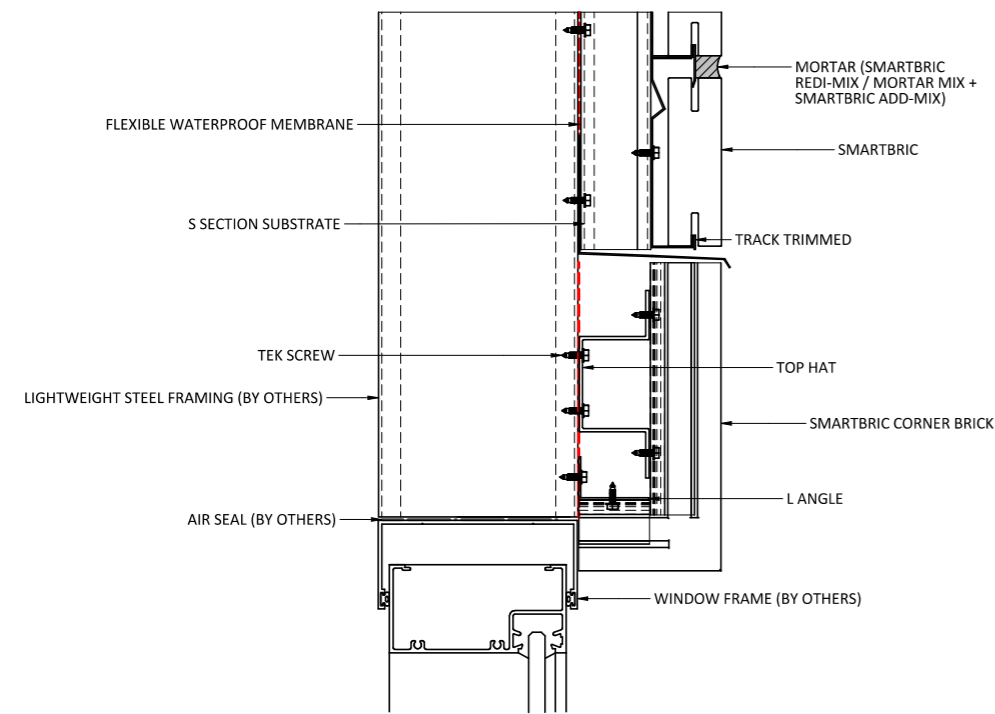 MORTAR (SMARTBRIC
REDI-MIX / MORTAR MIX +
SMARTBRIC ADD-MIX)
FLEXIBLE WATERPROOF MEMBRANE
SMARTBRIC
S SECTION SUBSTRATE
TRACK TRIMMED
TEK SCREW
TOP HAT
LIGHTWEIGHT STEEL FRAMING (BY OTHERS)
SMARTBRIC CORNER BRICK
L ANGLE
AIR SEAL (BY OTHERS)
WINDOW FRAME (BY OTHERS)